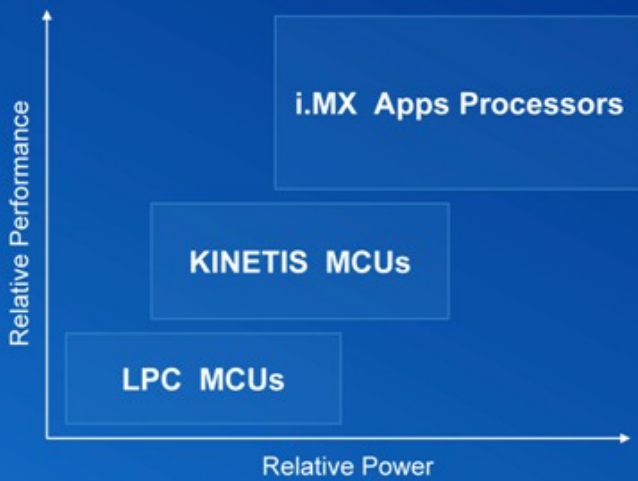 Relative Performance
i.MX Apps Processors
KINETIS MCUs
LPC MCUs
Relative Power